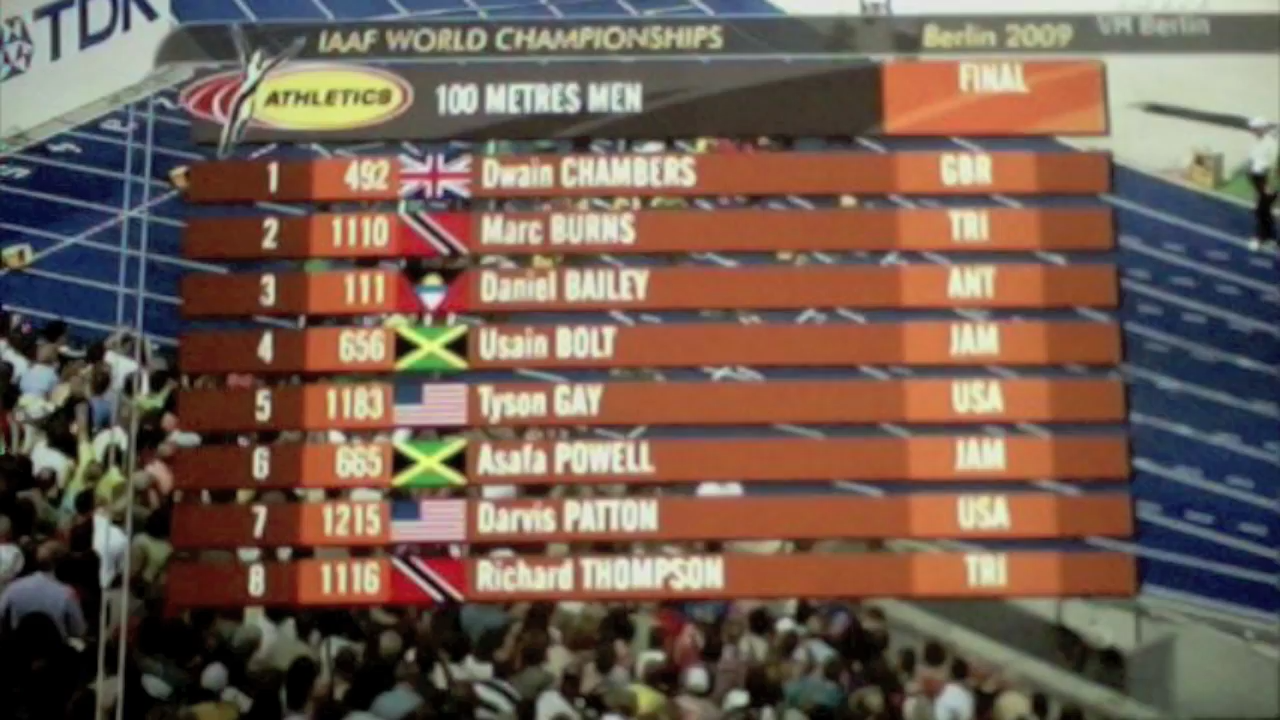 TDK
IAAF WORLD CHAMPIONSHIPS Berlin 2009 VH Berlin
ATHLETICS 100 METRES MEN FINAL
1 492 Dwain CHAMBERS GBR
2 1110 Marc BURNS TRI
3 111 Daniel BAILEY ANT
4 656 Usain BOLT JAM
5 1183 Tyson GAY USA
6 665 Asafa POWELL JAM
7 1215 Darvis PATTON USA
8 1116 Richard THOMPSON TRI